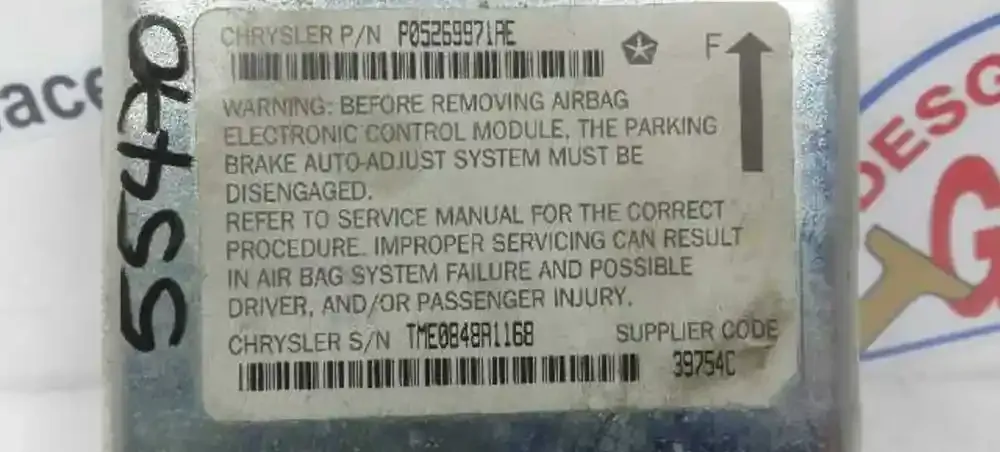 55470
CHRYSLER P/N P05269971AE
F
WARNING: BEFORE REMOVING AIRBAG
ELECTRONIC CONTROL MODULE, THE PARKING
BRAKE AUTO-ADJUST SYSTEM MUST BE
DISENGAGED.
REFER TO SERVICE MANUAL FOR THE CORRECT
PROCEDURE. IMPROPER SERVICING CAN RESULT
IN AIR BAG SYSTEM FAILURE AND POSSIBLE
DRIVER, AND/OR PASSENGER INJURY.
CHRYSLER S/N TME0848A1168
SUPPLIER CODE
39754C
DESG
G